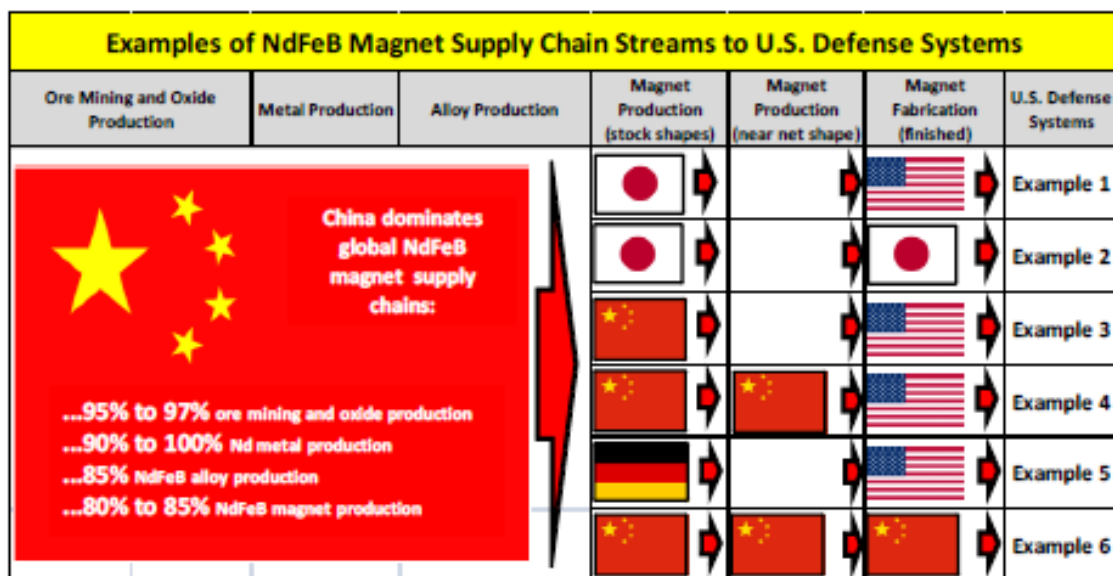 Examples of NdFeB Magnet Supply Chain Streams to U.S. Defense Systems
Ore Mining and Oxide
Production
Metal Production
Alloy Production
Magnet
Production
(stock shapes)
Magnet
Production
(near net shape)
Magnet
Fabrication
(finished)
U.S. Defense
Systems
China dominates
global NdFeB
magnet supply
chains:
...95% to 97% ore mining and oxide production
...90% to 100% Nd metal production
...85% NdFeB alloy production
...80% to 85% NdFeB magnet production
Example 1
Example 2
Example 3
Example 4
Example 5
Example 6